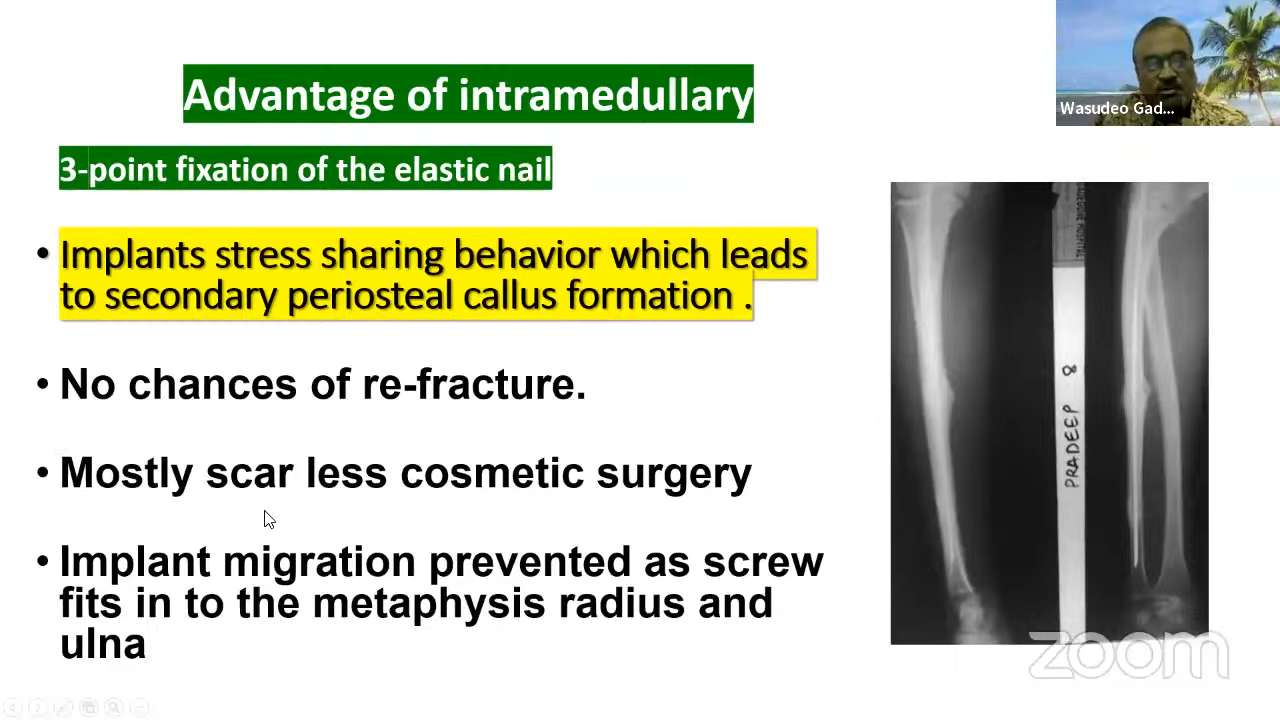 Advantage of intramedullary
Wasudeo Gad...
3-point fixation of the elastic nail
• Implants stress sharing behavior which leads
to secondary periosteal callus formation .
• No chances of re-fracture.
• Mostly scar less cosmetic surgery
• Implant migration prevented as screw
fits in to the metaphysis radius and
ulna
PRADEEP 8
zoom